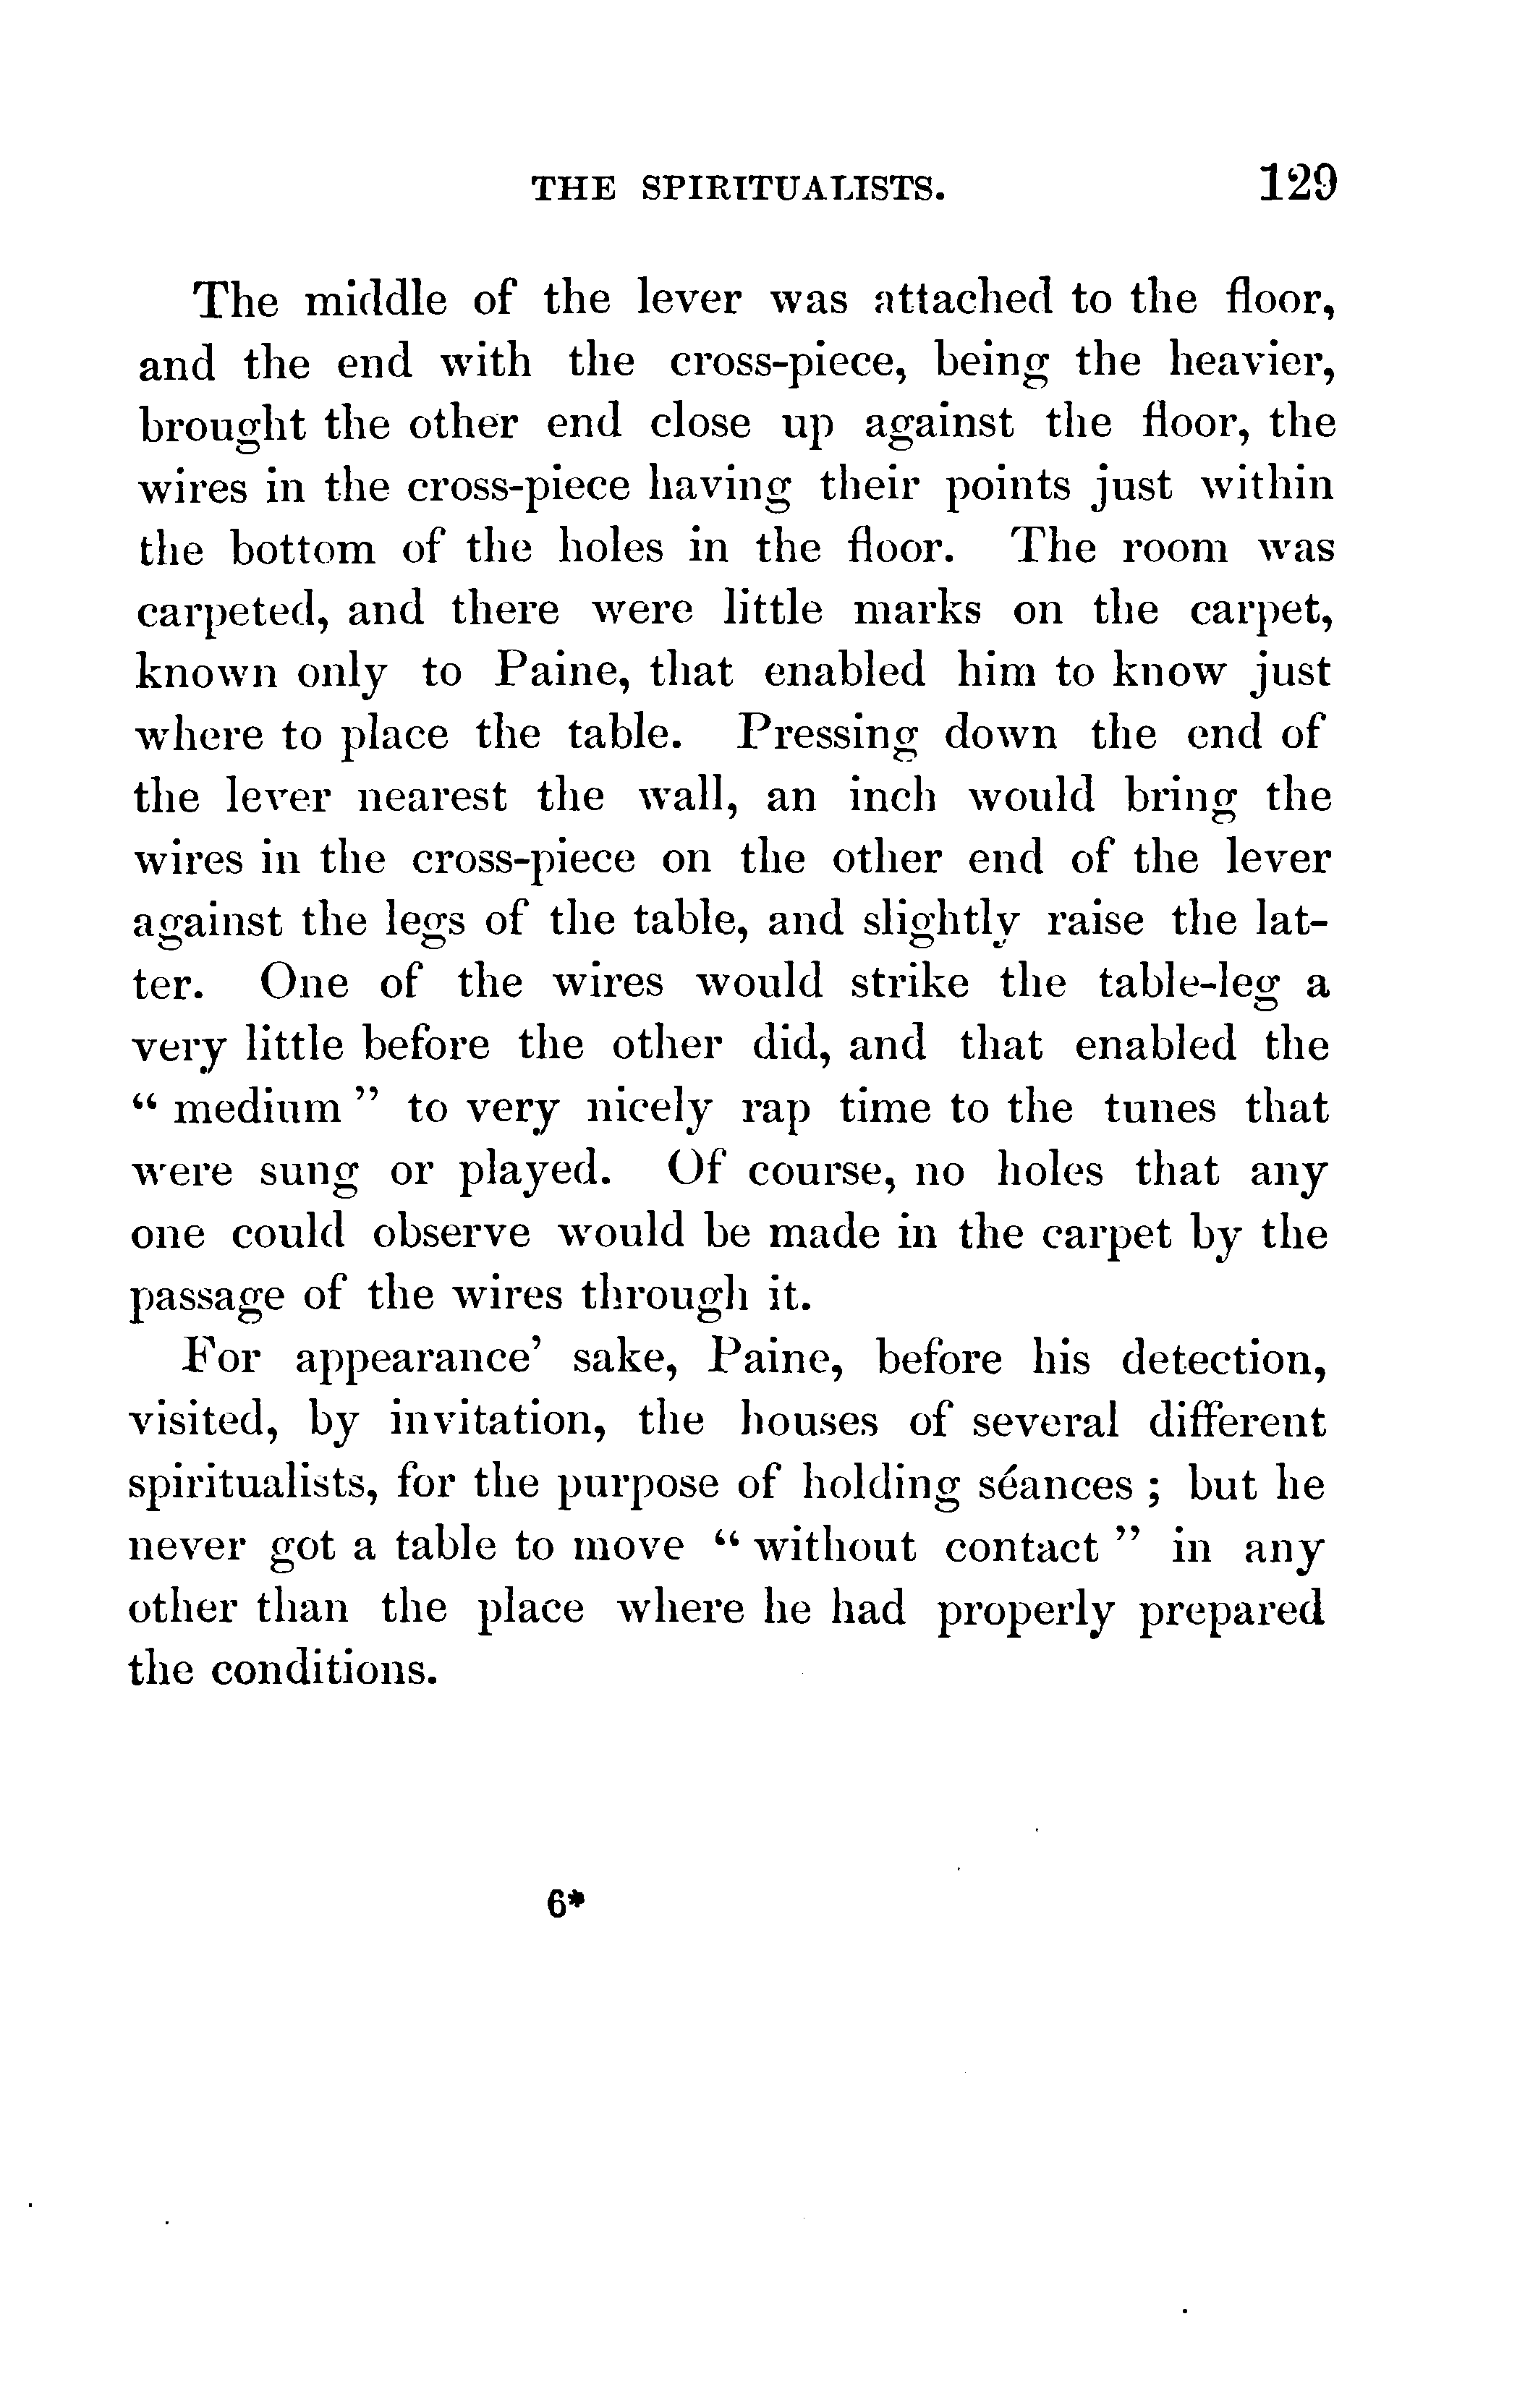 THE SPIRITUALISTS. 129
The middle of the lever was attached to the floor,
and the end with the cross-piece, being the heavier,
brought the other end close up against the floor, the
wires in the cross-piece having their points just within
the bottom of the holes in the floor. The room was
carpeted, and there were little marks on the carpet,
known only to Paine, that enabled him to know just
where to place the table. Pressing down the end of
the lever nearest the wall, an inch would bring the
wires in the cross-piece on the other end of the lever
against the legs of the table, and slightly raise the lat-
ter. One of the wires would strike the table-leg a
very little before the other did, and that enabled the
“ medium ” to very nicely rap time to the tunes that
were sung or played. Of course, no holes that any
one could observe would be made in the carpet by the
passage of the wires through it.
For appearance’ sake, Paine, before his detection,
visited, by invitation, the houses of several different
spiritualists, for the purpose of holding séances ; but he
never got a table to move “ without contact ” in any
other than the place where he had properly prepared
the conditions.
6*